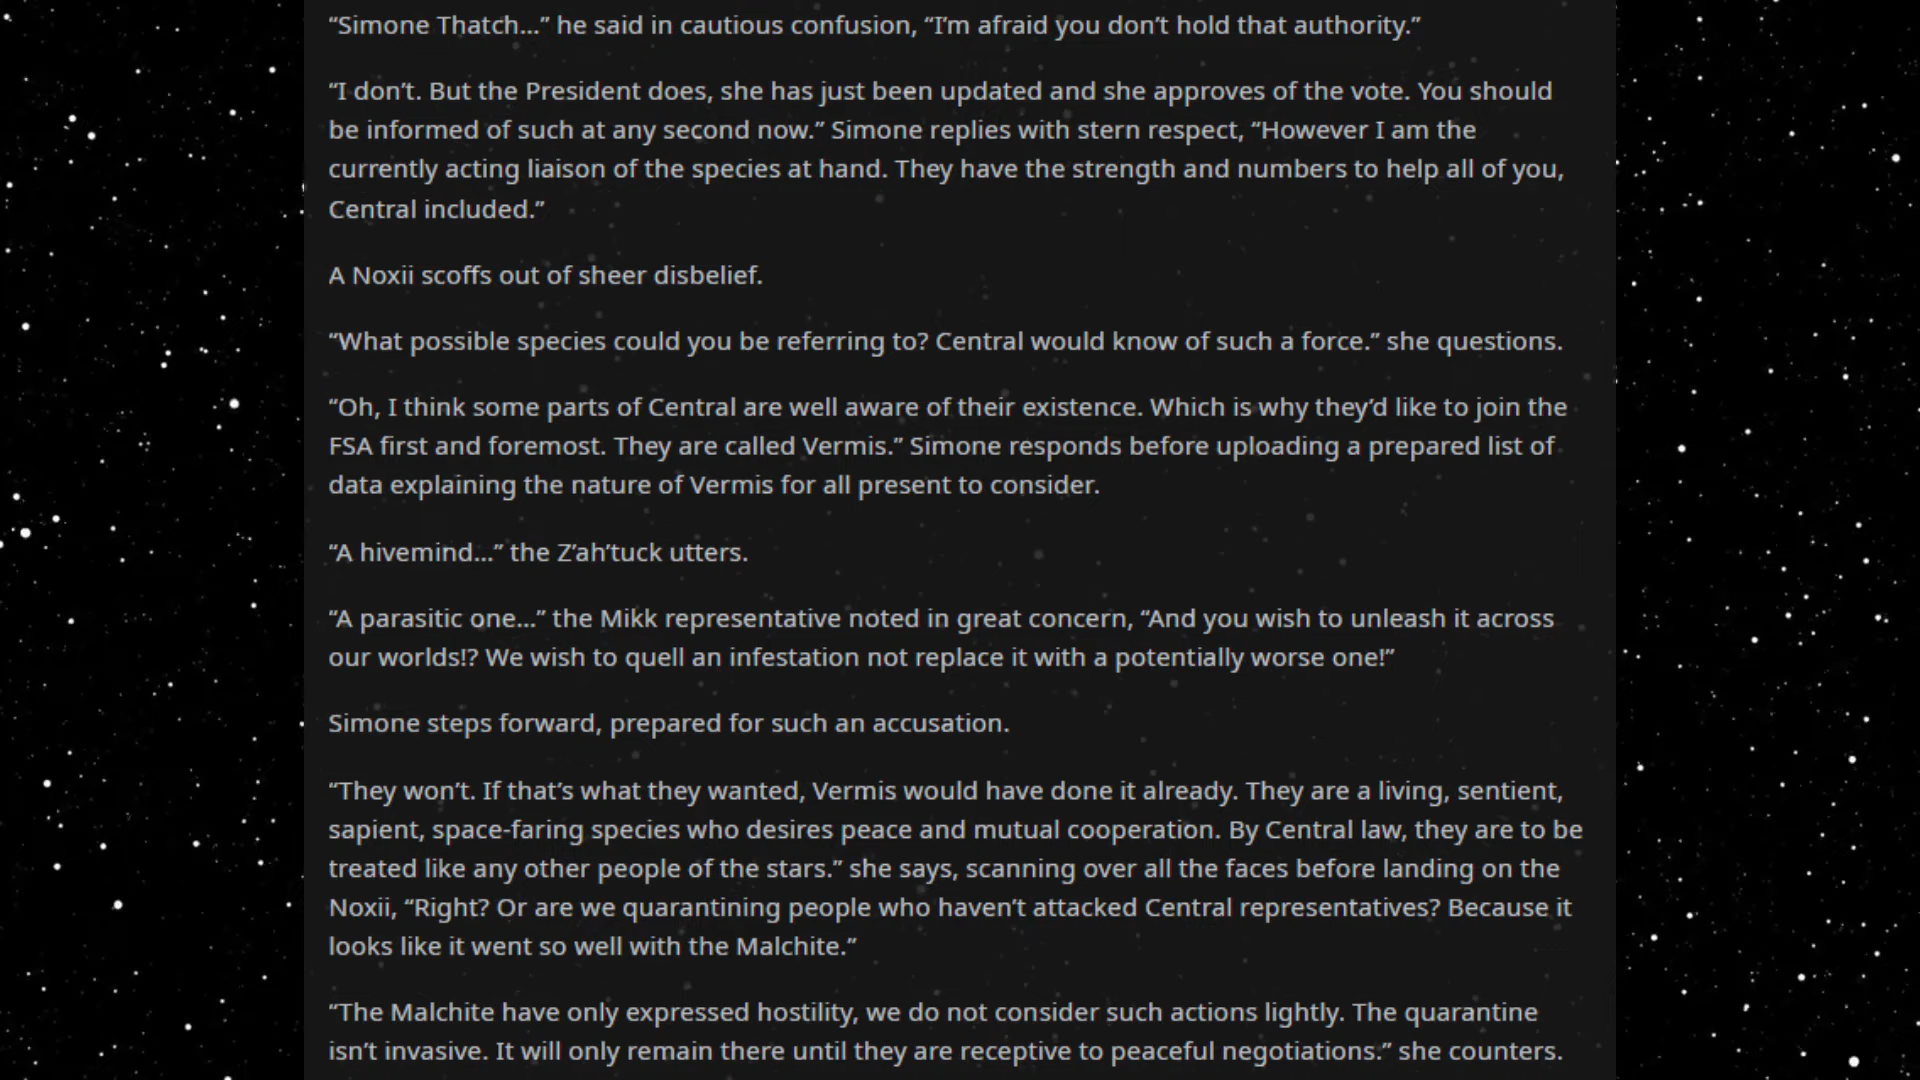 “Simone Thatch…” he said in cautious confusion, “I’m afraid you don’t hold that authority.”
“I don’t. But the President does, she has just been updated and she approves of the vote. You should
be informed of such at any second now.” Simone replies with stern respect, “However I am the
currently acting liaison of the species at hand. They have the strength and numbers to help all of you,
Central included.”
A Noxii scoffs out of sheer disbelief.
“What possible species could you be referring to? Central would know of such a force.” she questions.
“Oh, I think some parts of Central are well aware of their existence. Which is why they’d like to join the
FSA first and foremost. They are called Vermis.” Simone responds before uploading a prepared list of
data explaining the nature of Vermis for all present to consider.
“A hivemind…” the Z’ah’tuck utters.
“A parasitic one…” the Mikk representative noted in great concern, “And you wish to unleash it across
our worlds!? We wish to quell an infestation not replace it with a potentially worse one!”
Simone steps forward, prepared for such an accusation.
“They won’t. If that’s what they wanted, Vermis would have done it already. They are a living, sentient,
sapient, space-faring species who desires peace and mutual cooperation. By Central law, they are to be
treated like any other people of the stars.” she says, scanning over all the faces before landing on the
Noxii, “Right? Or are we quarantining people who haven’t attacked Central representatives? Because it
looks like it went so well with the Malchite.”
“The Malchite have only expressed hostility, we do not consider such actions lightly. The quarantine
isn’t invasive. It will only remain there until they are receptive to peaceful negotiations.” she counters.